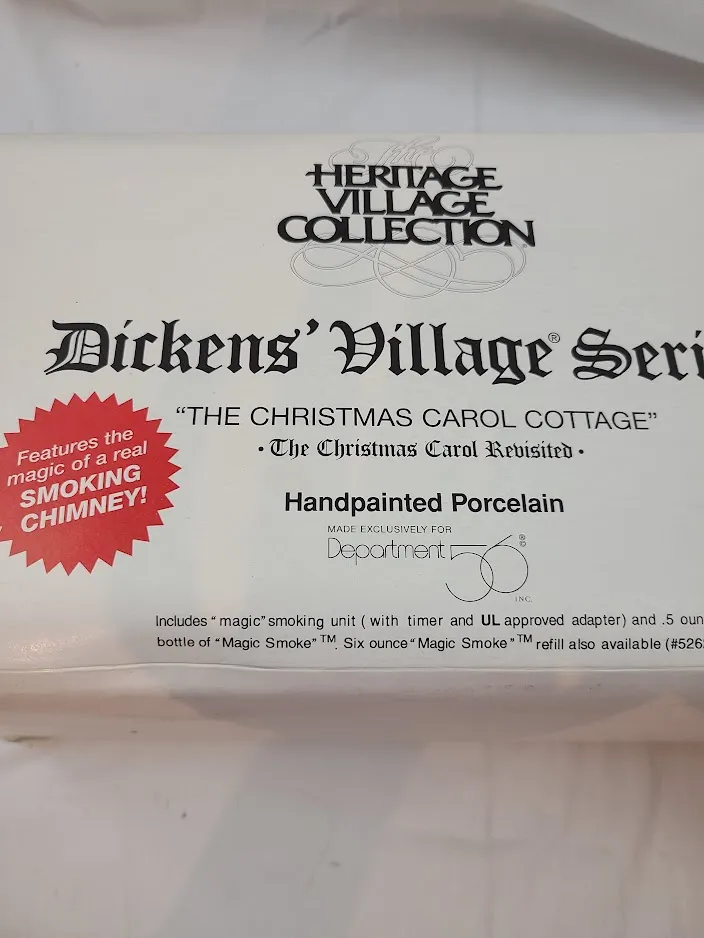 The
HERITAGE
VILLAGE
COLLECTION
Dickens' Village® Seri
"THE CHRISTMAS CAROL COTTAGE"
• The Christmas Carol Revisited •
Features the
magic of a real
SMOKING
CHIMNEY!
Handpainted Porcelain
MADE EXCLUSIVELY FOR
Department 56 ® ©
INC.
Includes "magic" smoking unit (with timer and UL approved adapter) and .5 oun
bottle of "Magic Smoke"™. Six ounce "Magic Smoke"™ refill also available (#526